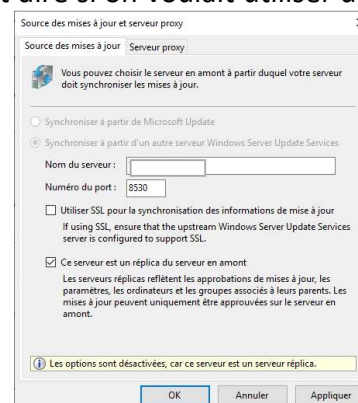 t dire si on voulait utiliser d
Source des mises à jour et serveur proxy
Source des mises à jour Serveur proxy
Vous pouvez choisir le serveur en amont à partir duquel votre serveur
doit synchroniser les mises à jour.
Synchroniser à partir de Microsoft Update
Synchroniser à partir d'un autre serveur Windows Server Update Services
Nom du serveur :
Numéro du port : 8530
Utiliser SSL pour la synchronisation des informations de mise à jour
If using SSL, ensure that the upstream Windows Server Update Services
server is configured to support SSL.
Ce serveur est un réplica du serveur en amont
Les serveurs réplicas reflètent les approbations de mises à jour, les
paramètres, les ordinateurs et les groupes associés à leurs parents. Les
mises à jour peuvent uniquement être approuvées sur le serveur en
amont.
Les options sont désactivées, car ce serveur est un serveur réplica.
OK Annuler Appliquer